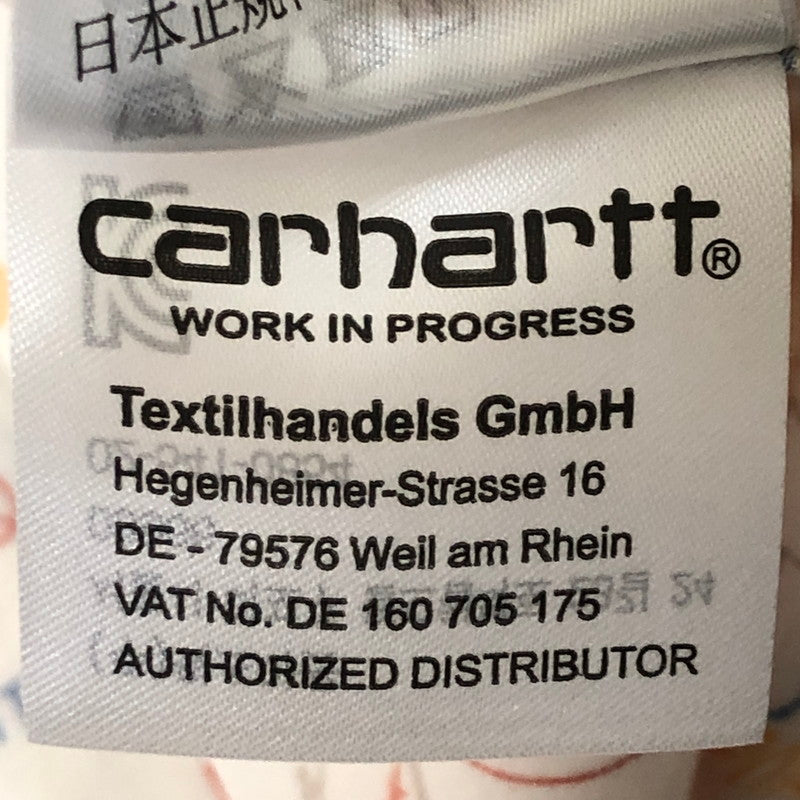 日本正規
carhartt®
WORK IN PROGRESS
Textilhandels GmbH
Hegenheimer-Strasse 16
DE - 79576 Weil am Rhein
VAT No. DE 160 705 175
AUTHORIZED DISTRIBUTOR